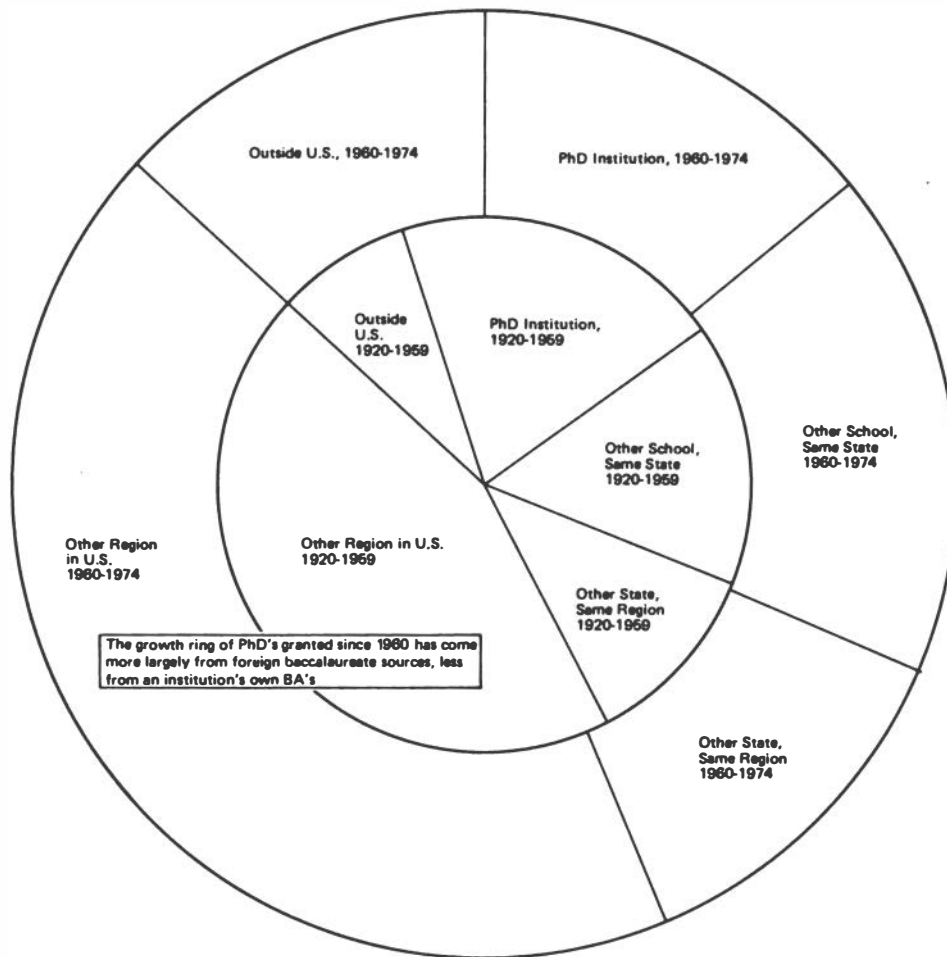 Outside U.S., 1960-1974
PhD Institution, 1960-1974
Outside
U.S.
1920-1959
PhD Institution,
1920-1959
Other School,
Same State
1920-1959
Other School,
Same State
1960-1974
Other Region
in U.S.
1960-1974
Other Region in U.S.
1920-1959
Other State,
Same Region
1920-1959
The growth ring of PhD's granted since 1960 has come
more largely from foreign baccalaureate sources, less
from an institution's own BA's
Other State,
Same Region
1960-1974